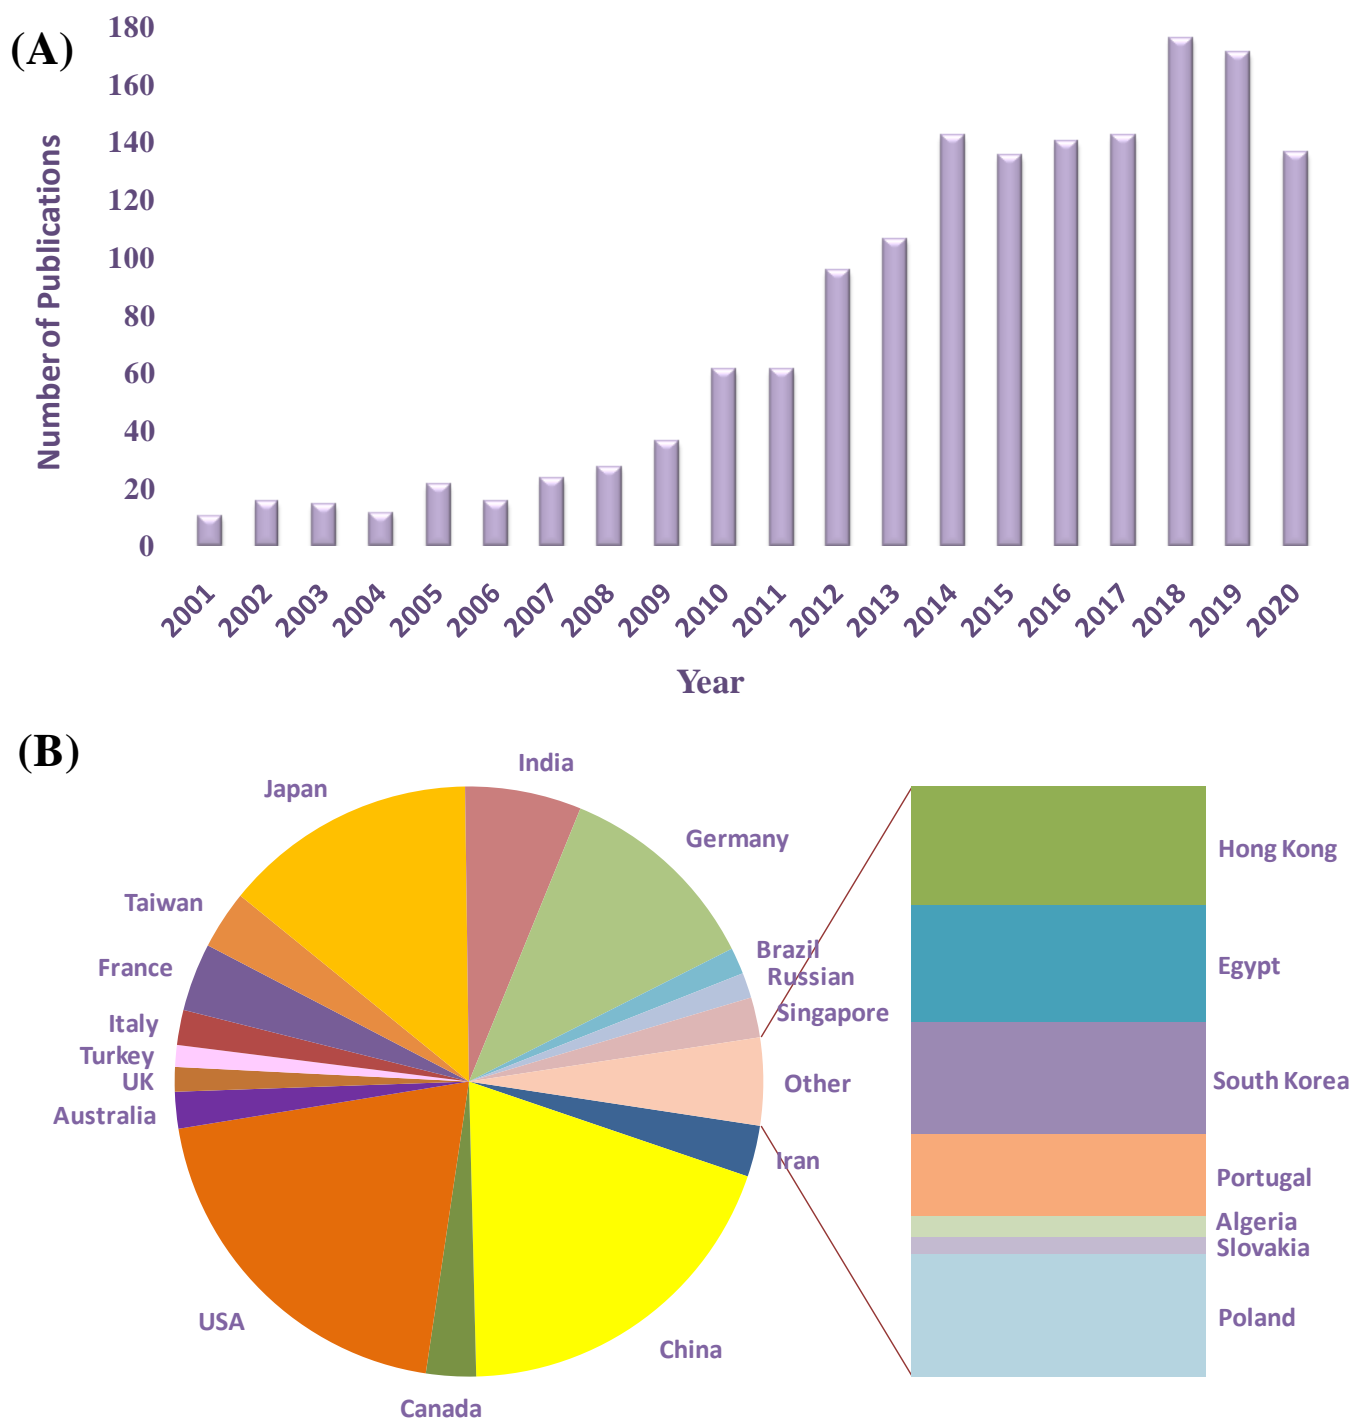 (A)
180
160
140
120
100
80
60
40
20
0
Number of Publications
2001
2002
2003
2004
2005
2006
2007
2008
2009
2010
2011
2012
2013
2014
2015
2016
2017
2018
2019
2020
Year
(B)
India
Japan
Germany
Taiwan
Brazil
France
Russian
Singapore
Italy
Turkey
UK
Other
Australia
Iran
USA
China
Canada
Hong Kong
Egypt
South Korea
Portugal
Algeria
Slovakia
Poland